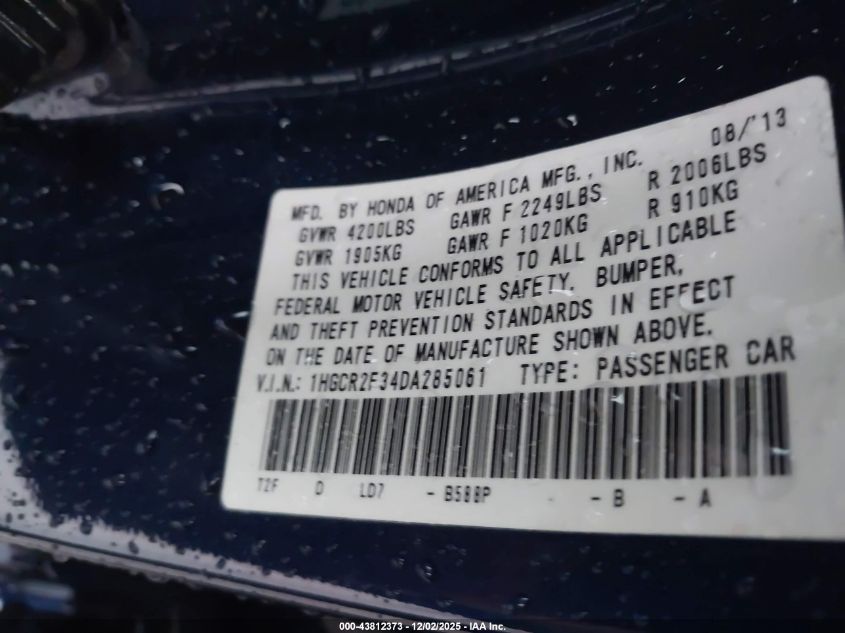 08/'13
MFD. BY HONDA OF AMERICA MFG., INC.
GVWR 4200LBS GAWR F 2249LBS R 2006LBS
GVWR 1905KG GAWR F 1020KG R 910KG
THIS VEHICLE CONFORMS TO ALL APPLICABLE
FEDERAL MOTOR VEHICLE SAFETY, BUMPER,
AND THEFT PREVENTION STANDARDS IN EFFECT
ON THE DATE OF MANUFACTURE SHOWN ABOVE.
V.I.N.: 1HGCR2F34DA285061 TYPE: PASSENGER CAR
T2F D LD7 - B588P - - B - A
000-43812373 - 12/02/2025 - IAA Inc.